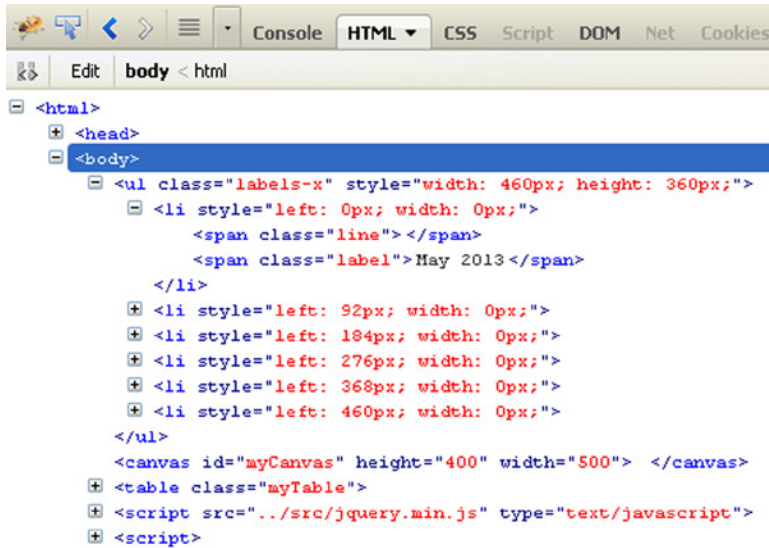 Console HTML CSS Script DOM Net Cookies
Edit body < html
<html>
<head>
<body>
<ul class="labels-x" style="width: 460px; height: 360px;">
<li style="left: 0px; width: 0px;">
<span class="line"></span>
<span class="label">May 2013</span>
</li>
<li style="left: 92px; width: 0px;">
<li style="left: 184px; width: 0px;">
<li style="left: 276px; width: 0px;">
<li style="left: 368px; width: 0px;">
<li style="left: 460px; width: 0px;">
</ul>
<canvas id="myCanvas" height="400" width="500"> </canvas>
<table class="myTable">
<script src="../src/jquery.min.js" type="text/javascript">
<script>